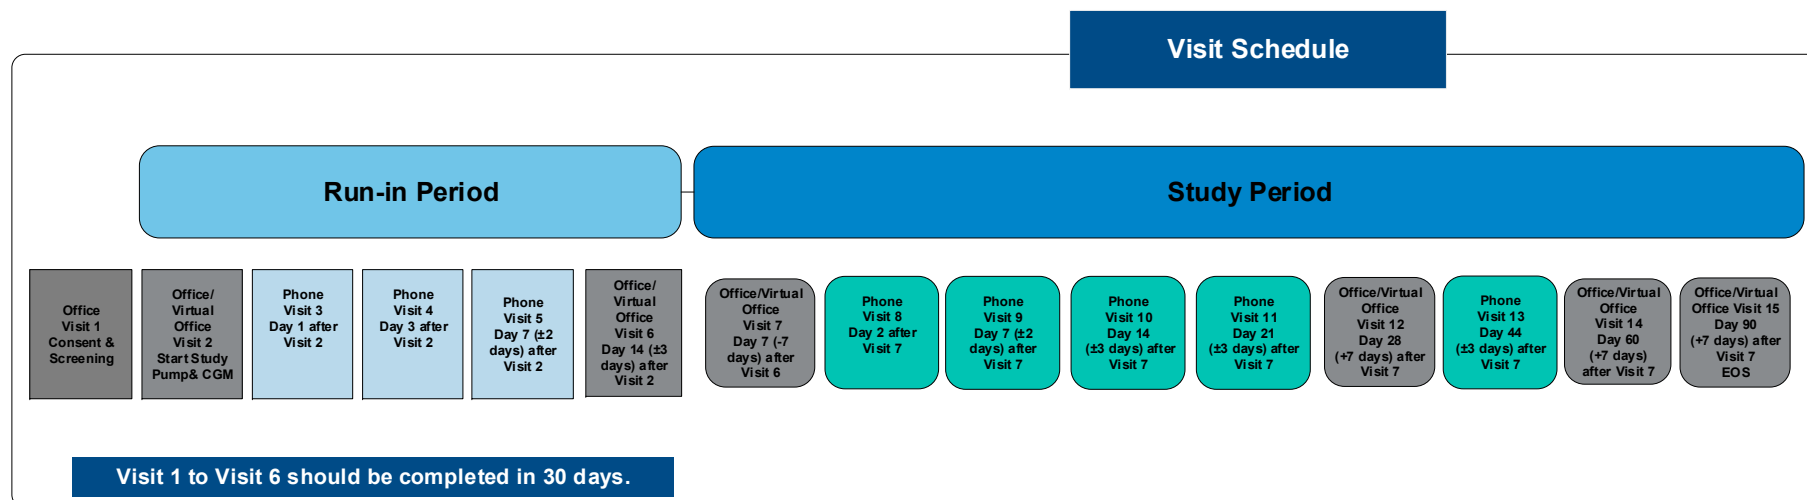 Visit Schedule
Run-in Period
Study Period
Office
Visit 1
Consent &
Screening
Office/
Virtual
Office
Visit 2
Start Study
Pump& CGM
Phone
Visit 3
Day 1 after
Visit 2
Phone
Visit 4
Day 3 after
Visit 2
Phone
Visit 5
Day 7 (±2
days) after
Visit 2
Office/
Virtual
Office
Visit 6
Day 14 (±3
days) after
Visit 2
Office/Virtual
Office
Visit 7
Day 7 (-7
days) after
Visit 6
Phone
Visit 8
Day 2 after
Visit 7
Phone
Visit 9
Day 7 (±2
days) after
Visit 7
Phone
Visit 10
Day 14
(±3 days) after
Visit 7
Phone
Visit 11
Day 21
(±3 days) after
Visit 7
Office/Virtual
Office
Visit 12
Day 28
(+7 days) after
Visit 7
Phone
Visit 13
Day 44
(±3 days) after
Visit 7
Office/Virtual
Office
Visit 14
Day 60
(+7 days)
after Visit 7
Office/Virtual
Office Visit 15
Day 90
(+7 days) after
Visit 7
EOS
Visit 1 to Visit 6 should be completed in 30 days.